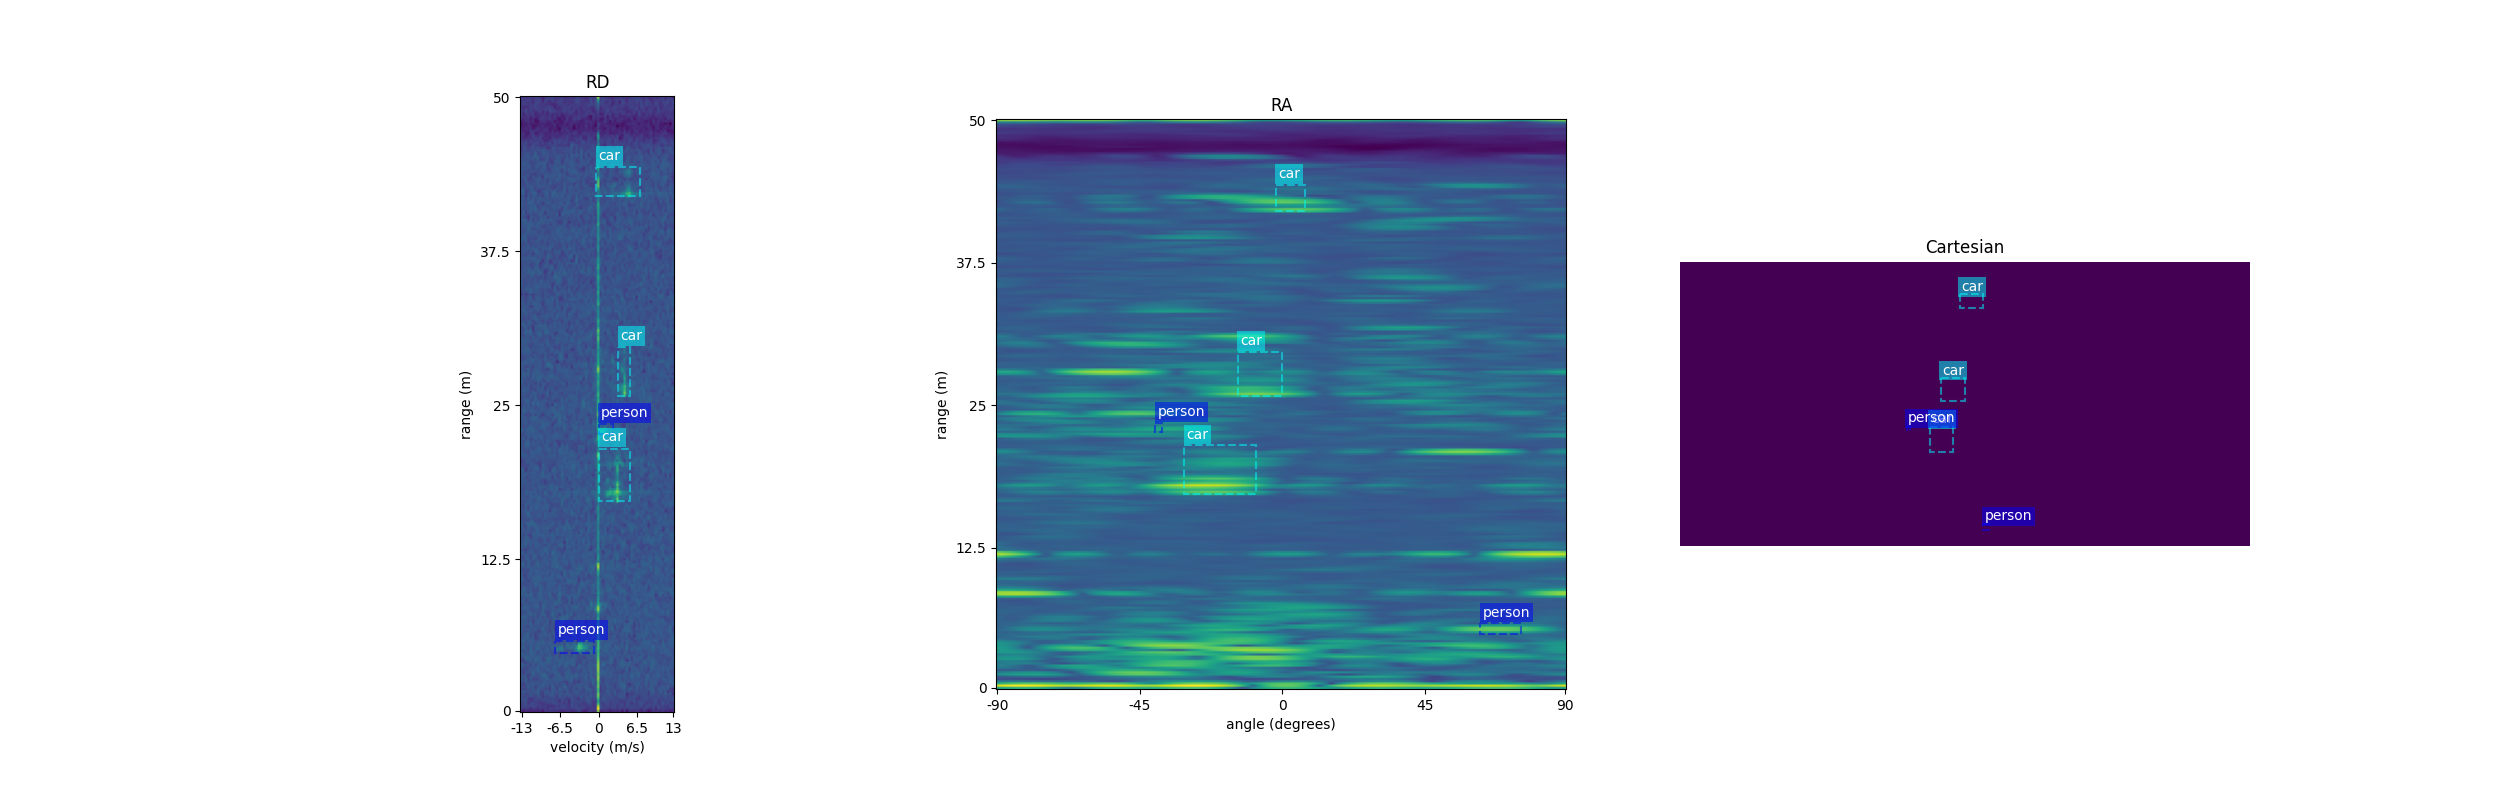 RD
50
37.5
25
12.5
0
range (m)
-13 -6.5 0 6.5 13
velocity (m/s)
car
car
person
car
person
RA
50
37.5
25
12.5
0
range (m)
-90 -45 0 45 90
angle (degrees)
car
car
person
car
person
Cartesian
car
car
person
person